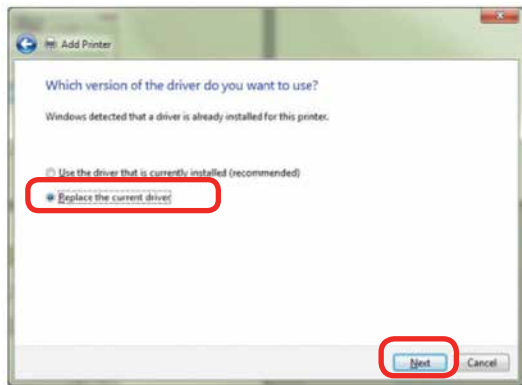 Add Printer
Which version of the driver do you want to use?
Windows detected that a driver is already installed for this printer.
Use the driver that is currently installed (recommended)
Replace the current driver
Next Cancel